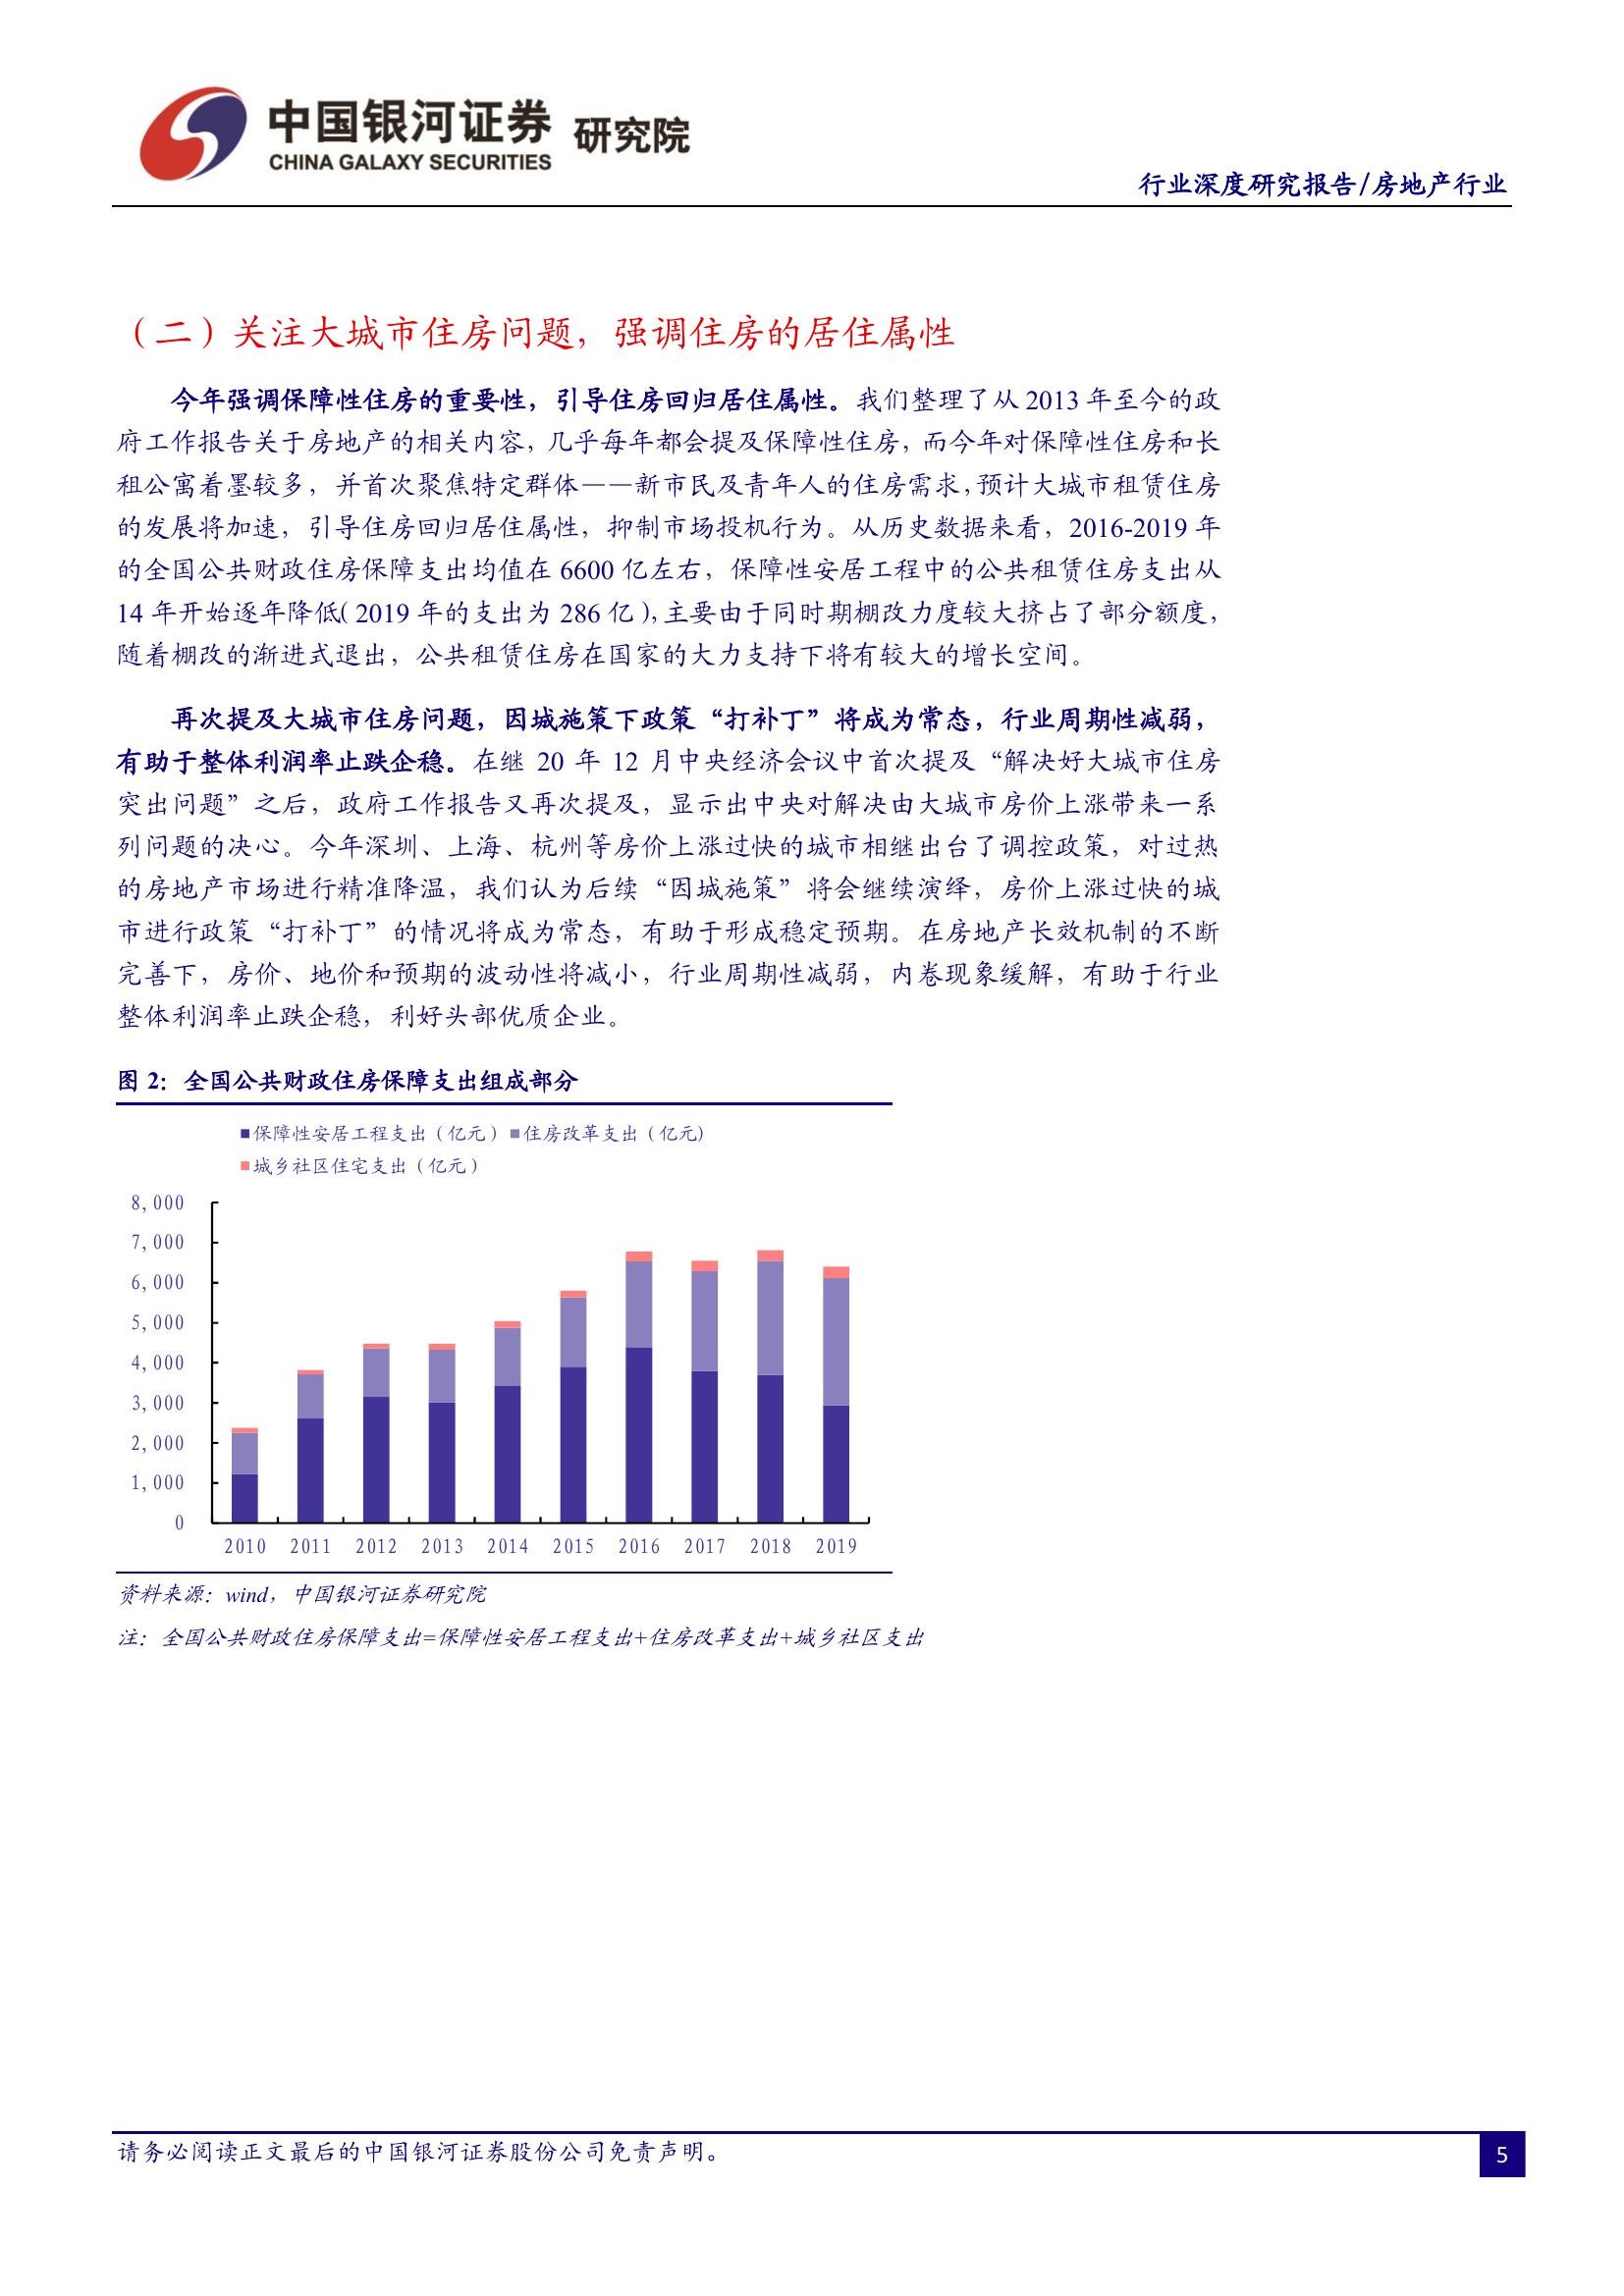 中国银河证券 研究院
CHINA GALAXY SECURITIES
行业深度研究报告/房地产行业
（二）关注大城市住房问题，强调住房的居住属性
今年强调保障性住房的重要性，引导住房回归居住属性。我们整理了从 2013 年至今的政
府工作报告关于房地产的相关内容，几乎每年都会提及保障性住房，而今年对保障性住房和长
租公寓着墨较多，并首次聚焦特定群体——新市民及青年人的住房需求，预计大城市租赁住房
的发展将加速，引导住房回归居住属性，抑制市场投机行为。从历史数据来看，2016-2019 年
的全国公共财政住房保障支出均值在 6600 亿左右，保障性安居工程中的公共租赁住房支出从
14 年开始逐年降低（2019 年的支出为 286 亿），主要由于同时期棚改力度较大挤占了部分额度，
随着棚改的渐进式退出，公共租赁住房在国家的大力支持下将有较大的增长空间。
再次提及大城市住房问题，因城施策下政策“打补丁”将成为常态，行业周期性减弱，
有助于整体利润率止跌企稳。在继 20 年 12 月中央经济会议中首次提及“解决好大城市住房
突出问题”之后，政府工作报告又再次提及，显示出中央对解决由大城市房价上涨带来一系
列问题的决心。今年深圳、上海、杭州等房价上涨过快的城市相继出台了调控政策，对过热
的房地产市场进行精准降温，我们认为后续“因城施策”将会继续演绎，房价上涨过快的城
市进行政策“打补丁”的情况将成为常态，有助于形成稳定预期。在房地产长效机制的不断
完善下，房价、地价和预期的波动性将减小，行业周期性减弱，内卷现象缓解，有助于行业
整体利润率止跌企稳，利好头部优质企业。
图 2：全国公共财政住房保障支出组成部分
保障性安居工程支出（亿元） 住房改革支出（亿元）
城乡社区住宅支出（亿元）
8,000
7,000
6,000
5,000
4,000
3,000
2,000
1,000
0
2010 2011 2012 2013 2014 2015 2016 2017 2018 2019
资料来源：wind，中国银河证券研究院
注：全国公共财政住房保障支出=保障性安居工程支出+住房改革支出+城乡社区支出
请务必阅读正文最后的中国银河证券股份公司免责声明。
5